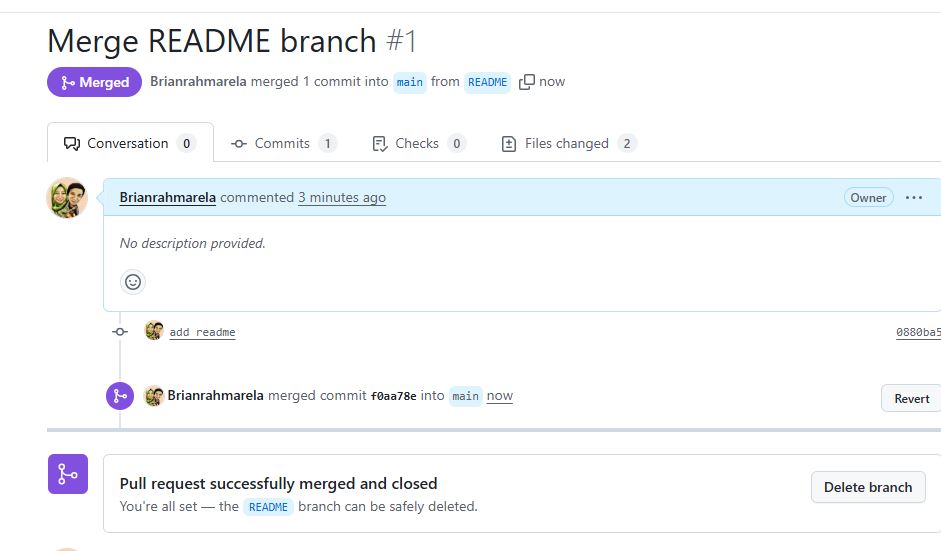 Merge README branch #1
Merged Brianrahmarela merged 1 commit into main from README now
Conversation 0 Commits 1 Checks 0 Files changed 2
Brianrahmarela commented 3 minutes ago Owner ...
No description provided.
add readme 0880ba5
Brianrahmarela merged commit f0aa78e into main now Revert
Pull request successfully merged and closed
You're all set — the README branch can be safely deleted.
Delete branch